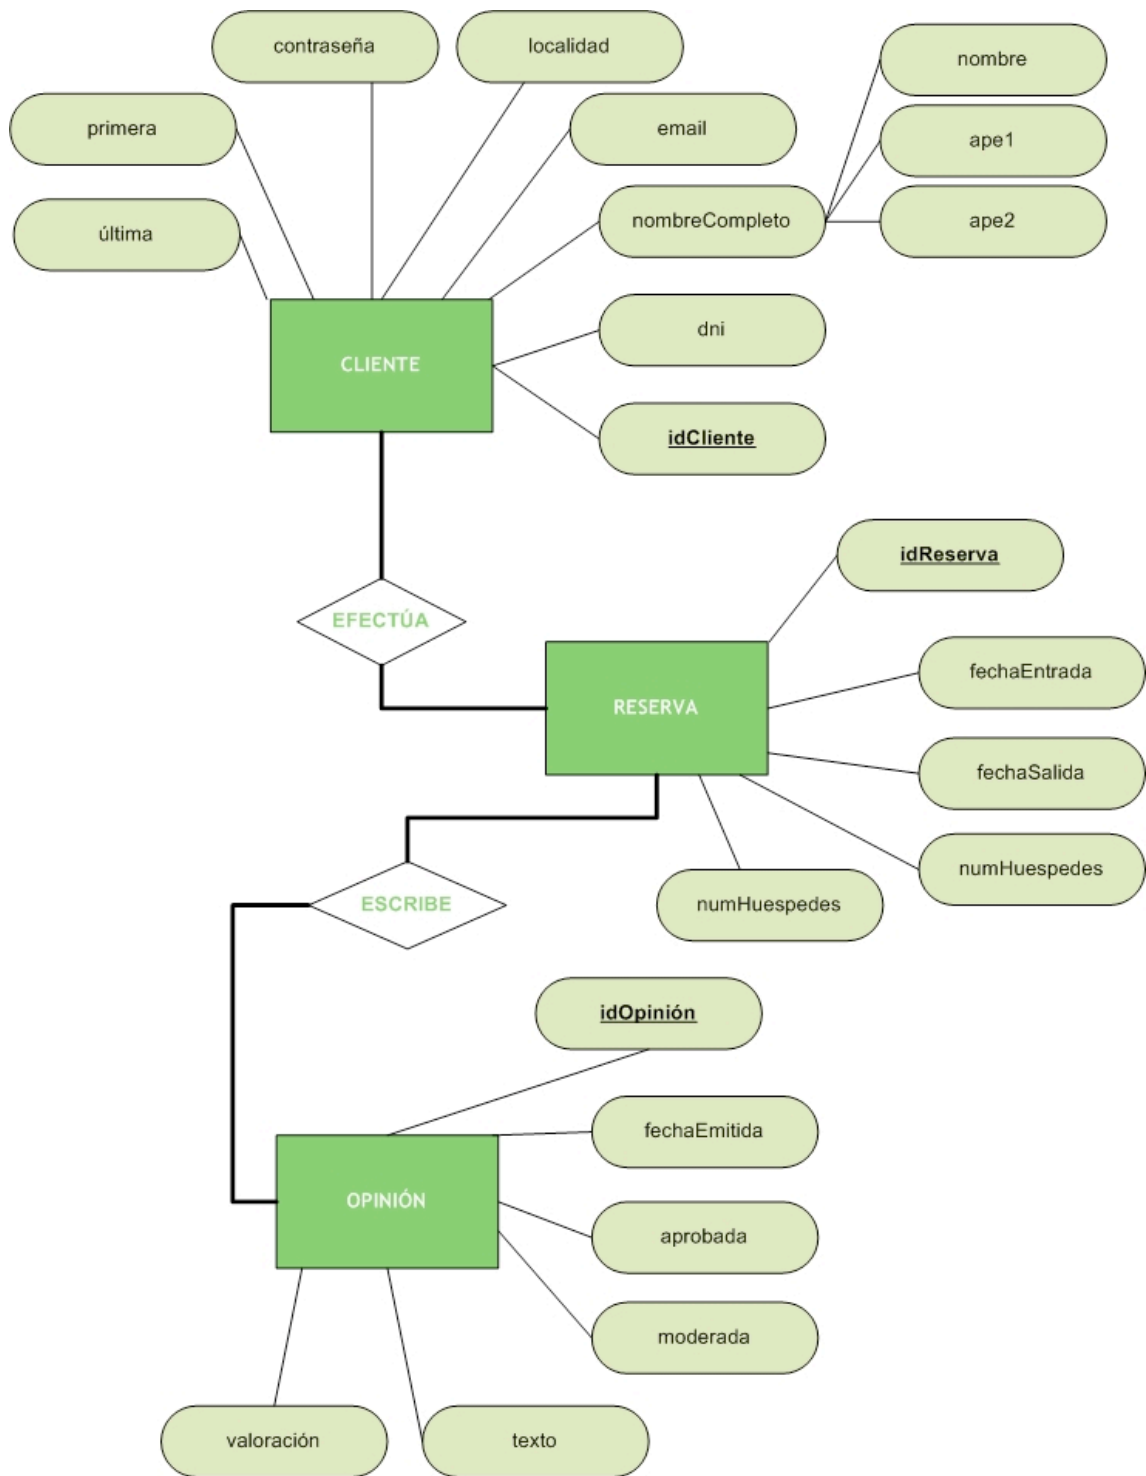 contraseña
localidad
nombre
primera
email
ape1
última
nombreCompleto
ape2
dni
CLIENTE
idCliente
idReserva
EFECTÚA
fechaEntrada
RESERVA
fechaSalida
numHuespedes
numHuespedes
ESCRIBE
idOpinión
fechaEmitida
OPINIÓN
aprobada
moderada
valoración
texto